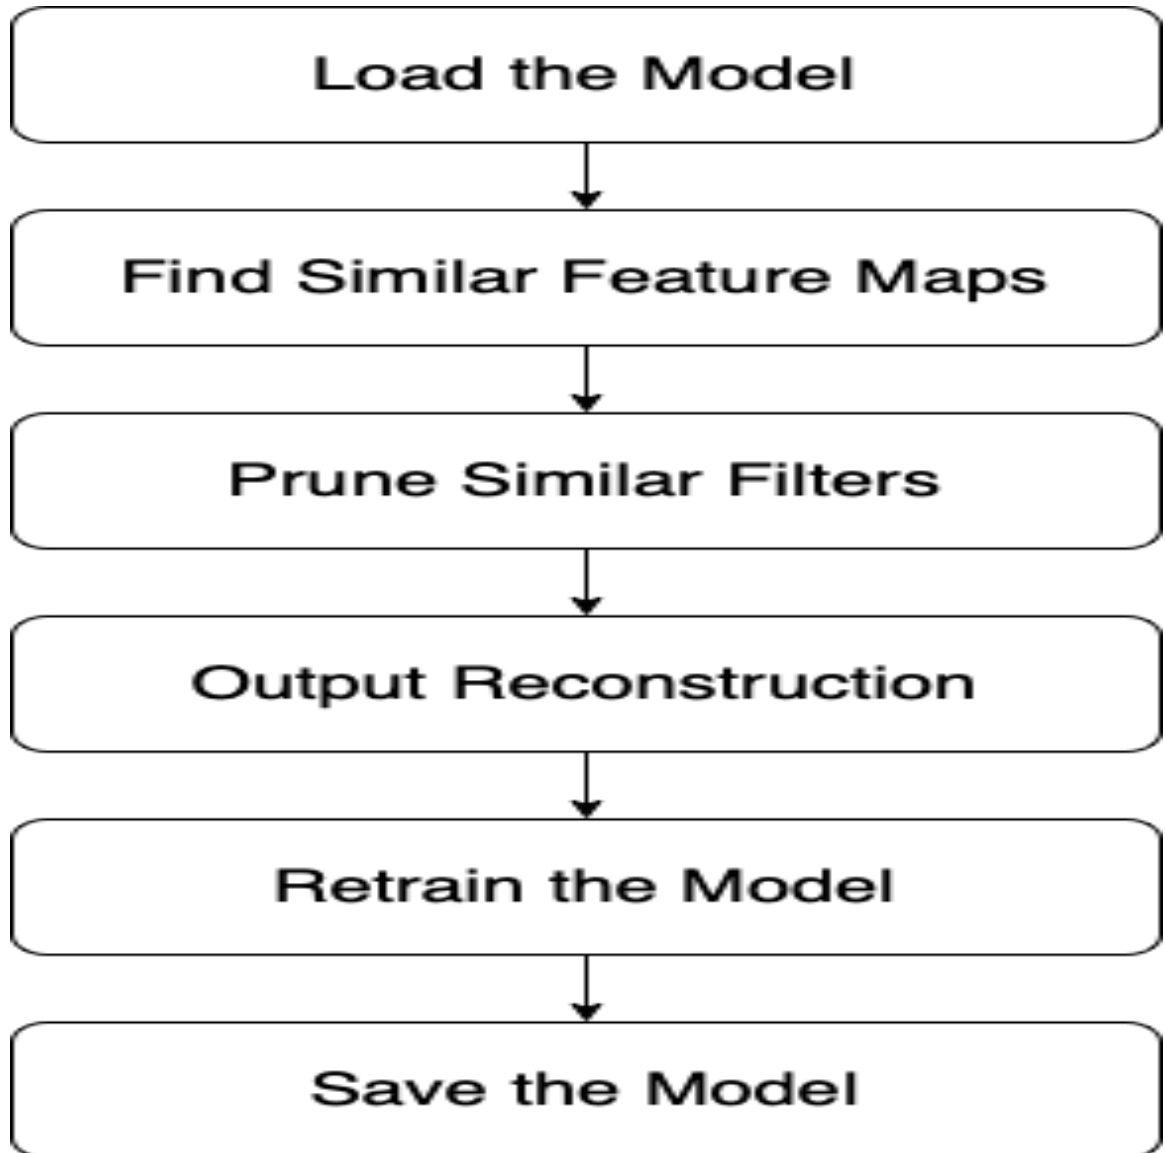 Load the Model
Find Similar Feature Maps
Prune Similar Filters
Output Reconstruction
Retrain the Model
Save the Model